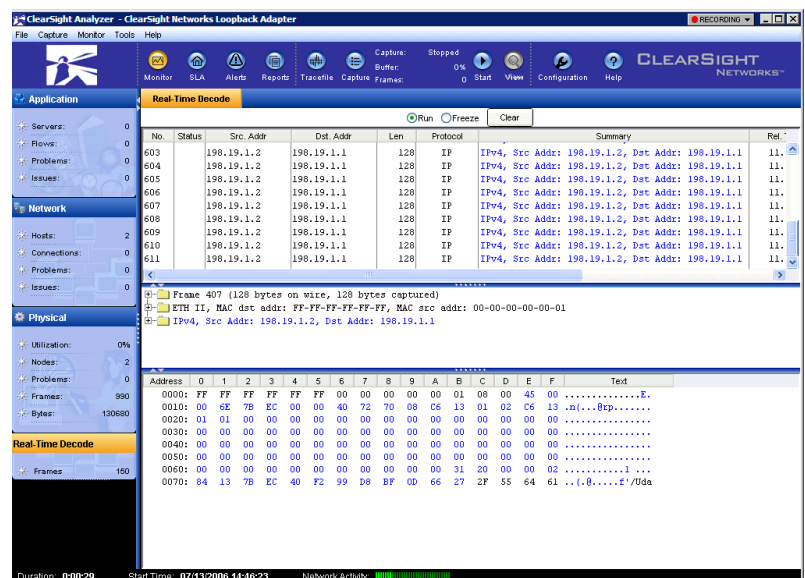 ClearSight Analyzer - ClearSight Networks Loopback Adapter
RECORDING
File Capture Monitor Tools Help
Monitor SLA Alerts Reports Tracefile Capture
Capture: Stopped
Buffer: 0%
Frames: 0
Start View Configuration Help
CLEARSIGHT NETWORKS™
Application
Servers: 0
Flows: 0
Problems: 0
Issues: 0
Network
Hosts: 2
Connections: 0
Problems: 0
Issues: 0
Physical
Utilization: 0%
Nodes: 2
Problems: 0
Frames: 990
Bytes: 130680
Real-Time Decode
Frames 150
Real-Time Decode
Run Freeze Clear
No. Status Src. Addr Dst. Addr Len Protocol Summary Rel.
603 198.19.1.2 198.19.1.1 128 IP IPv4, Src Addr: 198.19.1.2, Dst Addr: 198.19.1.1 11.
604 198.19.1.2 198.19.1.1 128 IP IPv4, Src Addr: 198.19.1.2, Dst Addr: 198.19.1.1 11.
605 198.19.1.2 198.19.1.1 128 IP IPv4, Src Addr: 198.19.1.2, Dst Addr: 198.19.1.1 11.
606 198.19.1.2 198.19.1.1 128 IP IPv4, Src Addr: 198.19.1.2, Dst Addr: 198.19.1.1 11.
607 198.19.1.2 198.19.1.1 128 IP IPv4, Src Addr: 198.19.1.2, Dst Addr: 198.19.1.1 11.
608 198.19.1.2 198.19.1.1 128 IP IPv4, Src Addr: 198.19.1.2, Dst Addr: 198.19.1.1 11.
609 198.19.1.2 198.19.1.1 128 IP IPv4, Src Addr: 198.19.1.2, Dst Addr: 198.19.1.1 11.
610 198.19.1.2 198.19.1.1 128 IP IPv4, Src Addr: 198.19.1.2, Dst Addr: 198.19.1.1 11.
611 198.19.1.2 198.19.1.1 128 IP IPv4, Src Addr: 198.19.1.2, Dst Addr: 198.19.1.1 11.
Frame 407 (128 bytes on wire, 128 bytes captured)
ETH II, MAC dst addr: FF-FF-FF-FF-FF-FF, MAC src addr: 00-00-00-00-00-01
IPv4, Src Addr: 198.19.1.2, Dst Addr: 198.19.1.1
Address 0 1 2 3 4 5 6 7 8 9 A B C D E F Text
0000: FF FF FF FF FF FF 00 00 00 00 00 01 08 00 45 00 ..............E.
0010: 00 6E 7B EC 00 00 40 72 70 08 C6 13 01 02 C6 13 .n(...@rp.......
0020: 01 01 00 00 00 00 00 00 00 00 00 00 00 00 00 00 ................
0030: 00 00 00 00 00 00 00 00 00 00 00 00 00 00 00 00 ................
0040: 00 00 00 00 00 00 00 00 00 00 00 00 00 00 00 00 ................
0050: 00 00 00 00 00 00 00 00 00 00 00 00 00 00 00 00 ................
0060: 00 00 00 00 00 00 00 00 00 00 00 31 20 00 00 02 ...........1 ...
0070: 84 13 7B EC 40 F2 99 D8 BF 0D 66 27 2F 55 64 61 ..(.@.....f'/Uda
Duration: 0:00:29 Start Time: 07/13/2006 14:46:23 Network Activity: